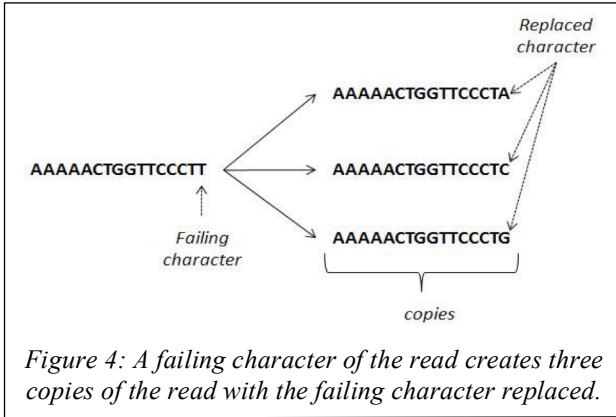 Replaced
character
AAAAACTGGTTCCCTA
AAAAACTGGTTCCCTT
AAAAACTGGTTCCCTC
Failing
character
AAAAACTGGTTCCCTG
copies
Figure 4: A failing character of the read creates three
copies of the read with the failing character replaced.